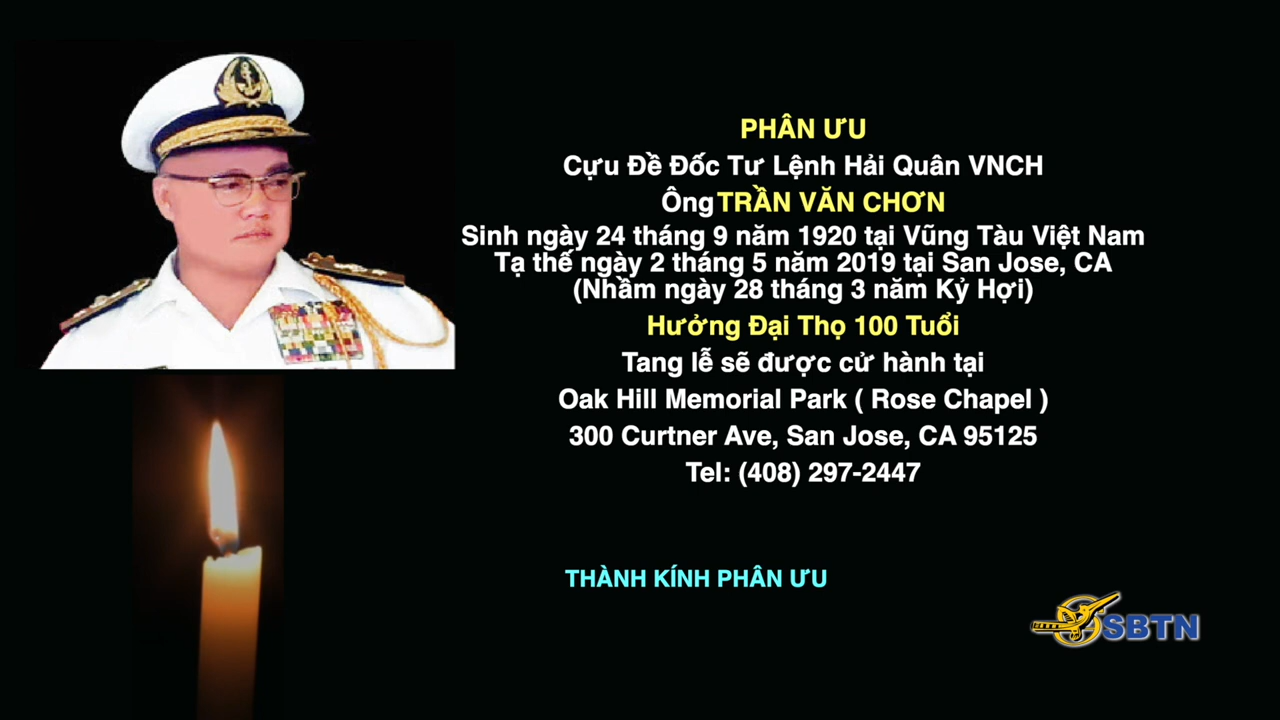 PHÂN ƯU
Cựu Đề Đốc Tư Lệnh Hải Quân VNCH
Ông TRẦN VĂN CHƠN
Sinh ngày 24 tháng 9 năm 1920 tại Vũng Tàu Việt Nam
Tạ thế ngày 2 tháng 5 năm 2019 tại San Jose, CA
(Nhầm ngày 28 tháng 3 năm Kỷ Hợi)
Hưởng Đại Thọ 100 Tuổi
Tang lễ sẽ được cử hành tại
Oak Hill Memorial Park ( Rose Chapel )
300 Curtner Ave, San Jose, CA 95125
Tel: (408) 297-2447
THÀNH KÍNH PHÂN ƯU
SBTN